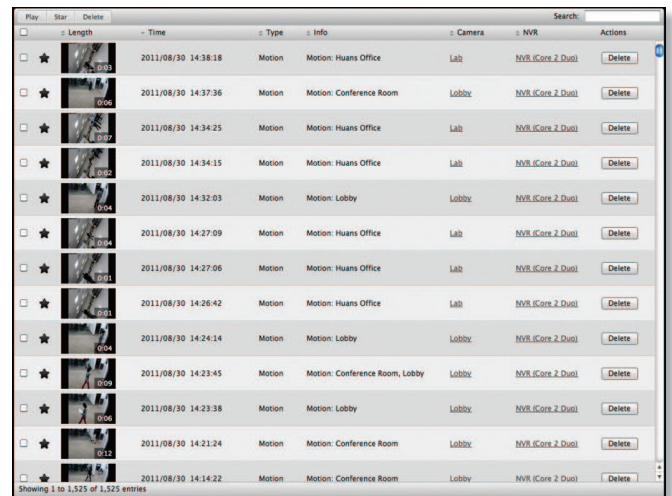 Play Star Delete Search:
Length Time Type Info Camera NVR Actions
0:03 2011/08/30 14:38:18 Motion Motion: Huans Office Lab NVR (Core 2 Duo) Delete
0:06 2011/08/30 14:37:36 Motion Motion: Conference Room Lobby NVR (Core 2 Duo) Delete
0:07 2011/08/30 14:34:25 Motion Motion: Huans Office Lab NVR (Core 2 Duo) Delete
0:02 2011/08/30 14:34:15 Motion Motion: Huans Office Lab NVR (Core 2 Duo) Delete
0:04 2011/08/30 14:32:03 Motion Motion: Lobby Lobby NVR (Core 2 Duo) Delete
0:04 2011/08/30 14:27:09 Motion Motion: Huans Office Lab NVR (Core 2 Duo) Delete
0:01 2011/08/30 14:27:06 Motion Motion: Huans Office Lab NVR (Core 2 Duo) Delete
0:01 2011/08/30 14:26:42 Motion Motion: Huans Office Lab NVR (Core 2 Duo) Delete
0:04 2011/08/30 14:24:14 Motion Motion: Lobby Lobby NVR (Core 2 Duo) Delete
0:09 2011/08/30 14:23:45 Motion Motion: Conference Room, Lobby Lobby NVR (Core 2 Duo) Delete
0:06 2011/08/30 14:23:38 Motion Motion: Lobby Lobby NVR (Core 2 Duo) Delete
0:12 2011/08/30 14:21:24 Motion Motion: Conference Room Lobby NVR (Core 2 Duo) Delete
2011/08/30 14:14:22 Motion Motion: Conference Room Lobby NVR (Core 2 Duo) Delete
Showing 1 to 1,525 of 1,525 entries